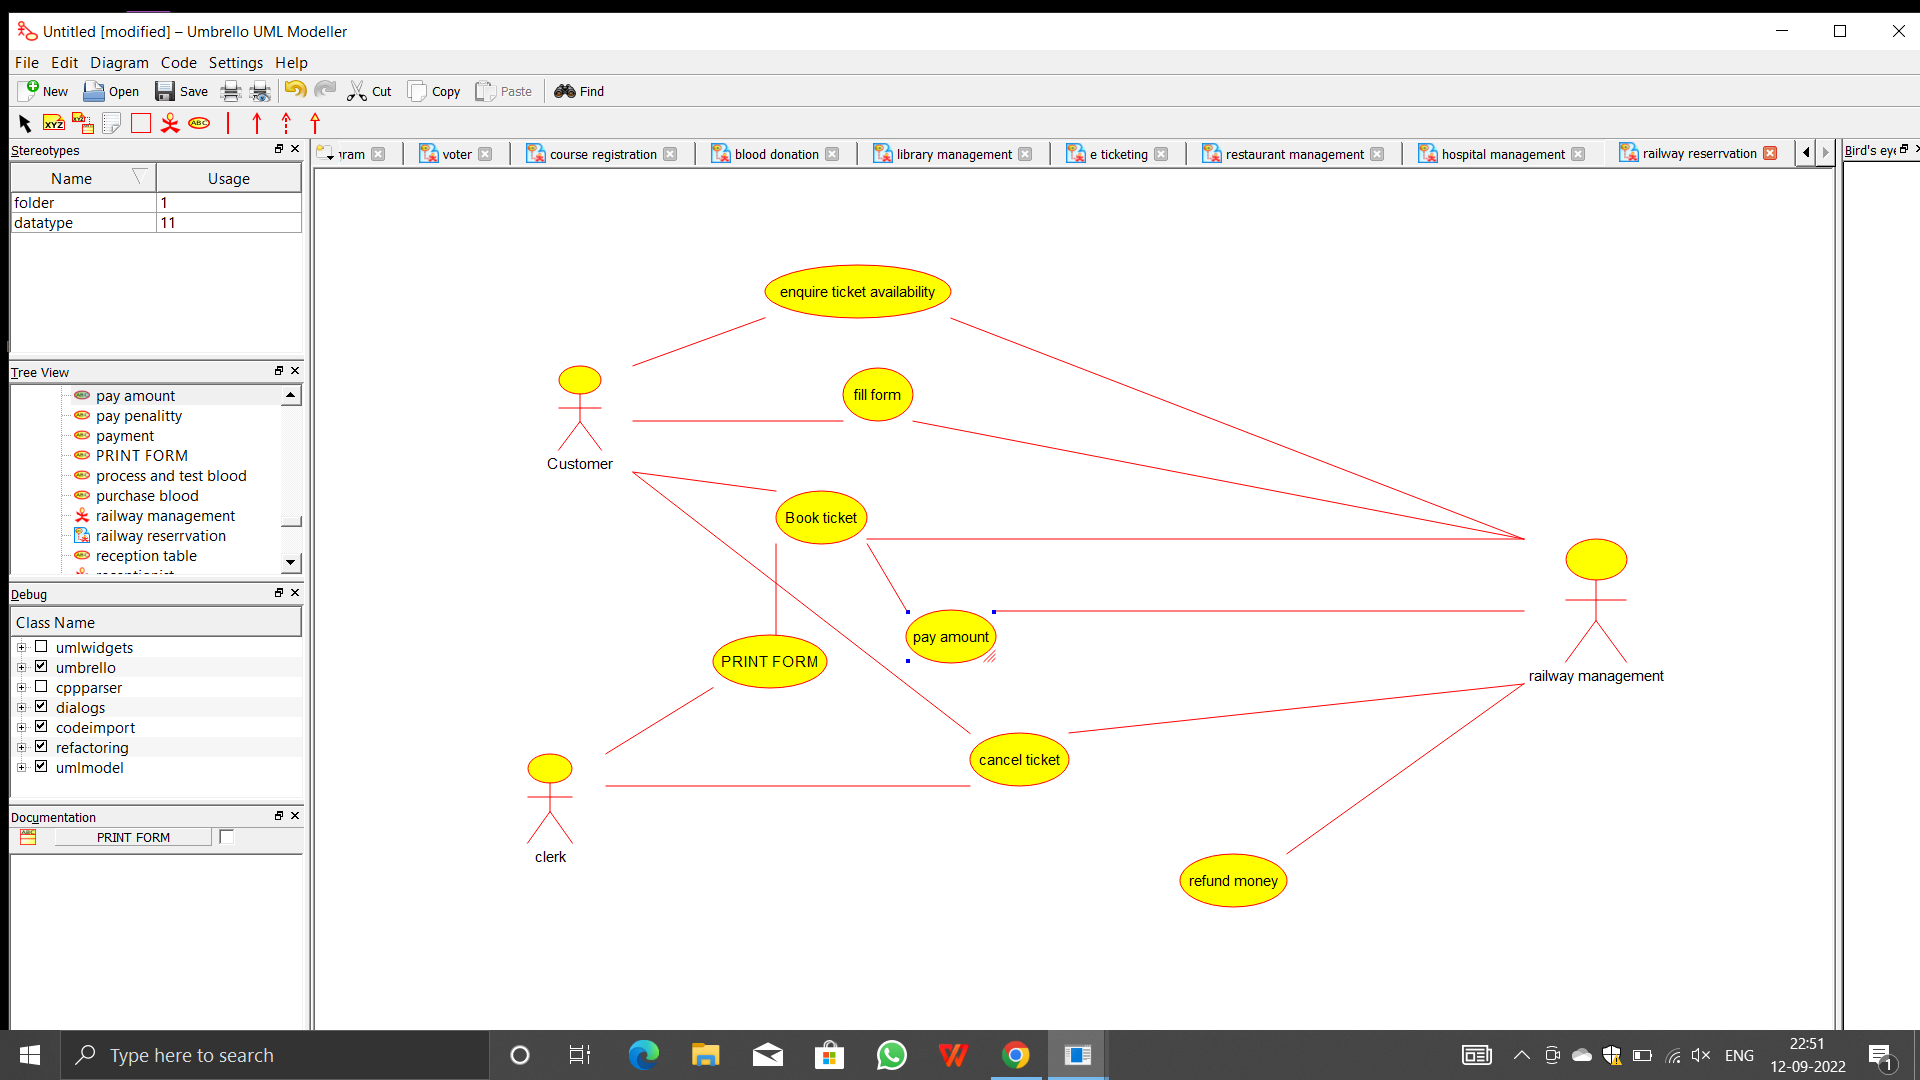 Untitled [modified] – Umbrello UML Modeller
File Edit Diagram Code Settings Help
New Open Save Cut Copy Paste Find
XYZ XYZ ABC
Stereotypes
Name Usage
folder 1
datatype 11
Tree View
pay amount
pay penalitty
payment
PRINT FORM
process and test blood
purchase blood
railway management
railway reserrvation
reception table
Debug
Class Name
umlwidgets
umbrello
cppparser
dialogs
codeimport
refactoring
umlmodel
Documentation
PRINT FORM
ram voter course registration blood donation library management e ticketing restaurant management hospital management railway reserrvation
Bird's eye
enquire ticket availability
fill form
Customer
Book ticket
pay amount
railway management
PRINT FORM
cancel ticket
clerk
refund money
Type here to search
ENG
22:51
12-09-2022
1